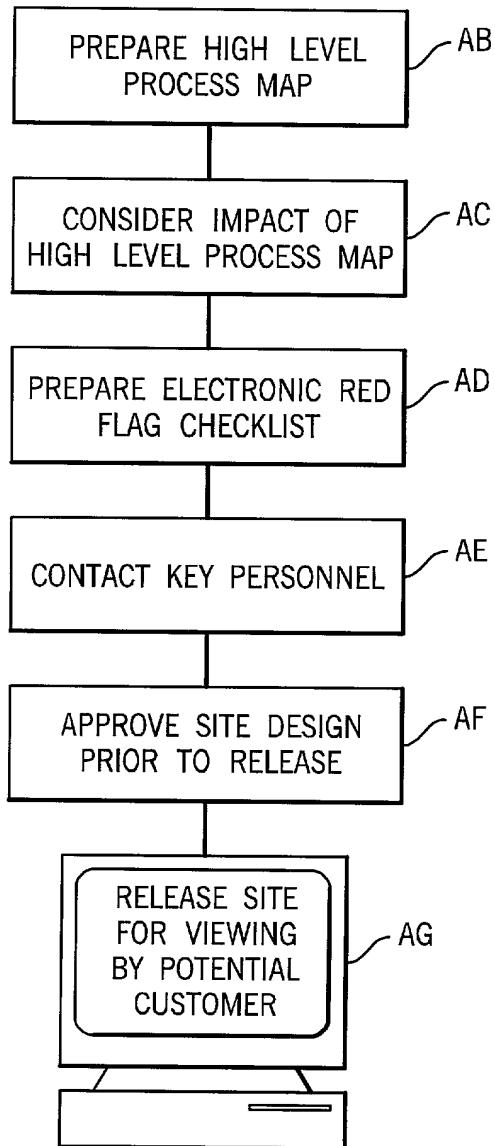 PREPARE HIGH LEVEL
PROCESS MAP
AB
CONSIDER IMPACT OF
HIGH LEVEL PROCESS MAP
AC
PREPARE ELECTRONIC RED
FLAG CHECKLIST
AD
CONTACT KEY PERSONNEL
AE
APPROVE SITE DESIGN
PRIOR TO RELEASE
AF
RELEASE SITE
FOR VIEWING
BY POTENTIAL
CUSTOMER
AG